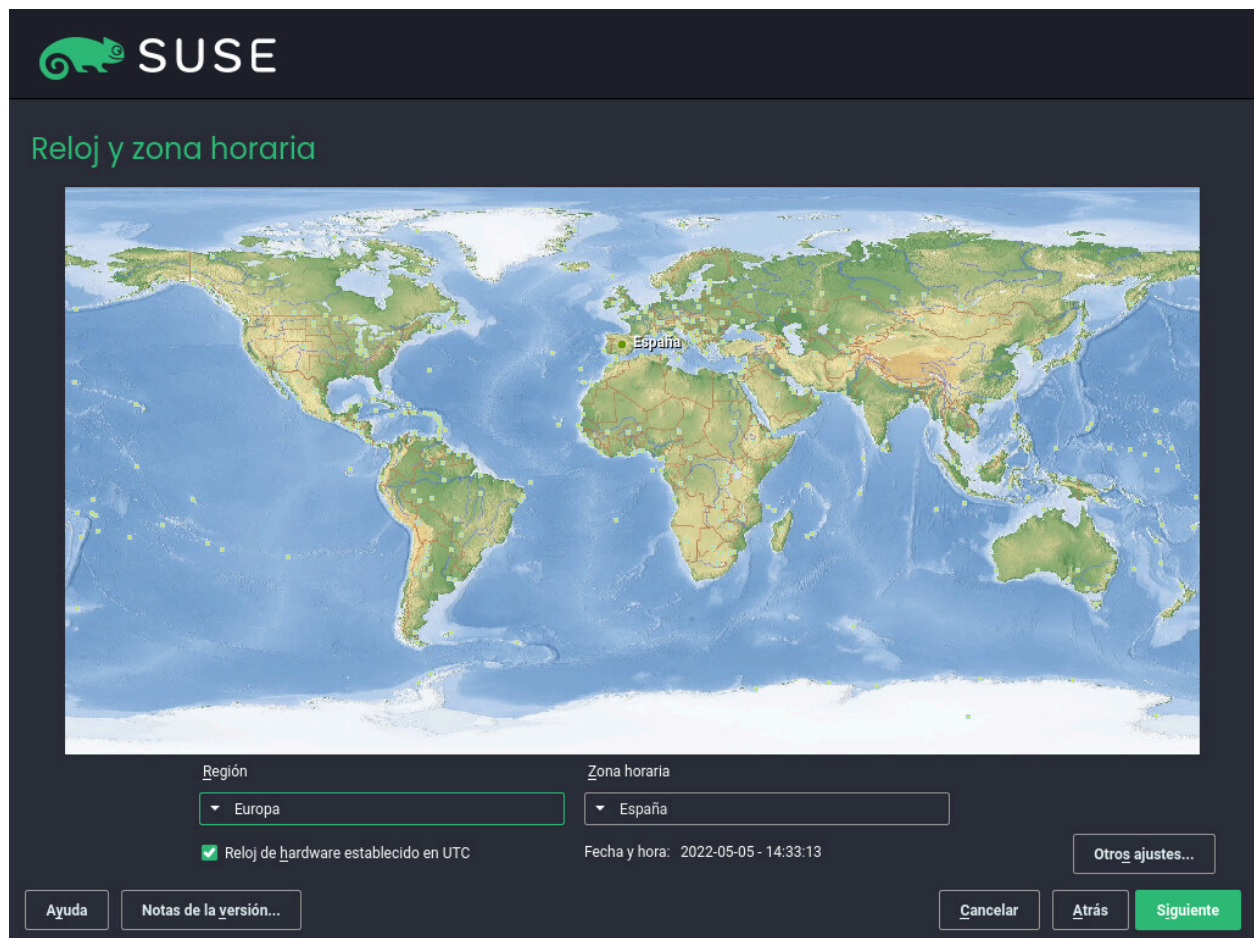 SUSE
Reloj y zona horaria
España
Región
Zona horaria
Europa
España
Reloj de hardware establecido en UTC
Fecha y hora: 2022-05-05 - 14:33:13
Otros ajustes...
Ayuda
Notas de la versión...
Cancelar
Atrás
Siguiente